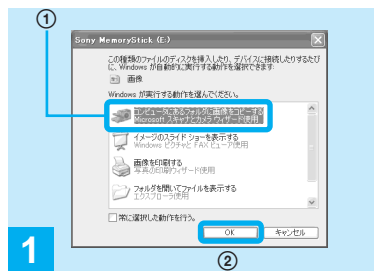 ①
Sony MemoryStick (E:)
この種類のファイルのディスクを挿入したり、デバイスに接続したりするたび
に、Windows が自動的に実行する動作を選択できます:
画像
Windows が実行する動作を選んでください。
コンピュータにあるフォルダに画像をコピーする
Microsoft スキャナとカメラ ウィザード使用
イメージのスライド ショーを表示する
Windows ピクチャと FAX ビューア使用
画像を印刷する
写真の印刷ウィザード使用
フォルダを開いてファイルを表示する
エクスプローラ使用
常に選択した動作を行う。
OK
キャンセル
1
②